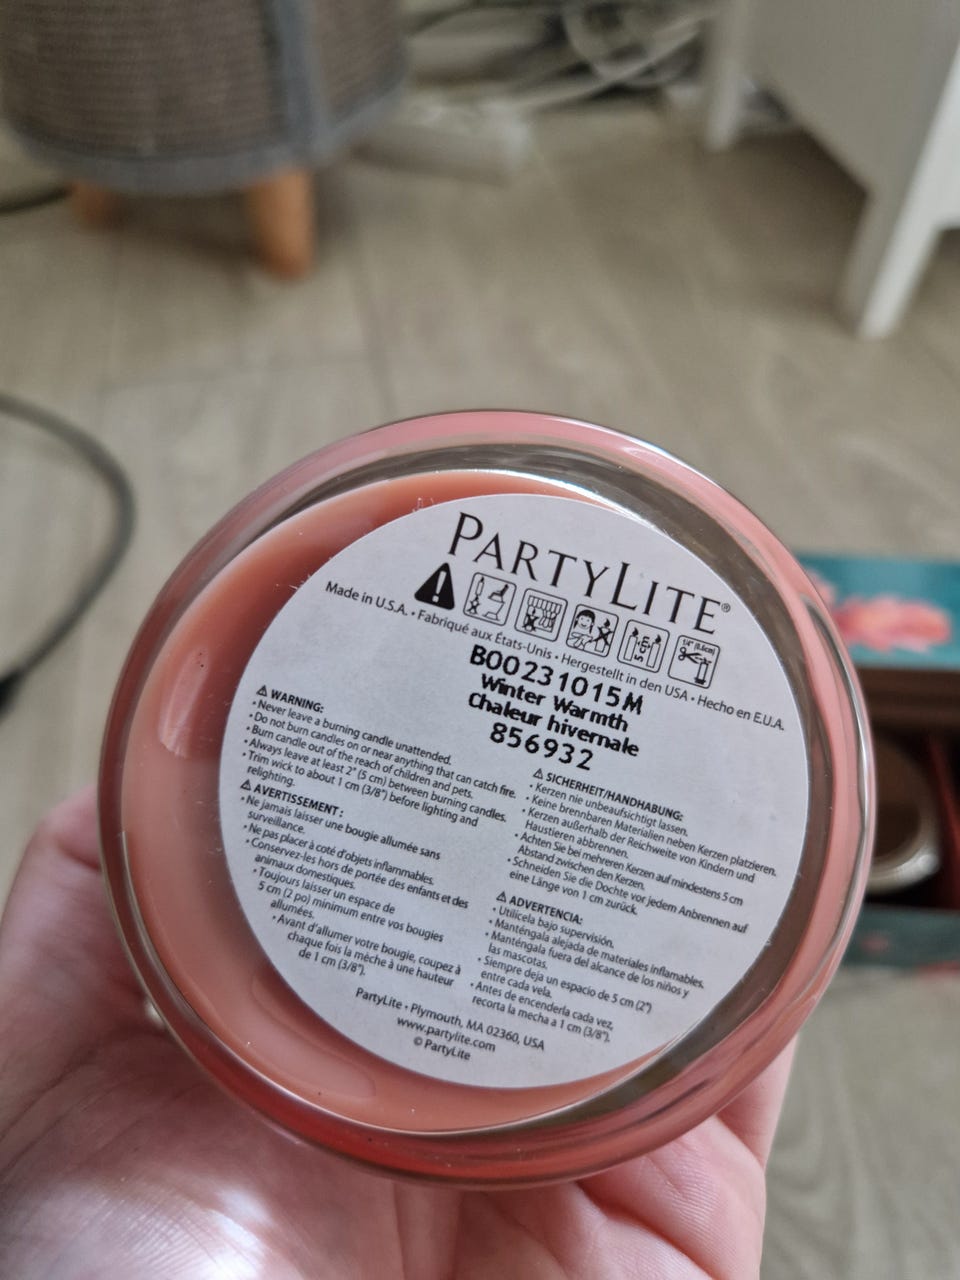 PARTYLITE®
1/4" (0.6cm)
5 cm
Made in U.S.A. • Fabriqué aux États-Unis • Hergestellt in den USA • Hecho en E.U.A.
B00231015M
Winter Warmth
Chaleur hivernale
856932
WARNING:
• Never leave a burning candle unattended.
• Do not burn candles on or near anything that can catch fire.
• Burn candle out of the reach of children and pets.
• Always leave at least 2" (5 cm) between burning candles.
• Trim wick to about 1 cm (3/8") before lighting and
relighting.
AVERTISSEMENT :
• Ne jamais laisser une bougie allumée sans
surveillance.
• Ne pas placer à coté d'objets inflammables.
• Conservez-les hors de portée des enfants et des
animaux domestiques.
• Toujours laisser un espace de
5 cm (2 po) minimum entre vos bougies
allumées.
• Avant d'allumer votre bougie, coupez à
chaque fois la mèche à une hauteur
de 1 cm (3/8").
SICHERHEIT/HANDHABUNG:
• Kerzen nie unbeaufsichtigt lassen.
• Keine brennbaren Materialien neben Kerzen platzieren.
• Kerzen außerhalb der Reichweite von Kindern und
Haustieren abbrennen.
• Achten Sie bei mehreren Kerzen auf mindestens 5 cm
Abstand zwischen den Kerzen.
• Schneiden Sie die Dochte vor jedem Anbrennen auf
eine Länge von 1 cm zurück.
ADVERTENCIA:
• Utilícela bajo supervisión.
• Manténgala alejada de materiales inflamables.
• Manténgala fuera del alcance de los niños y
las mascotas.
• Siempre deja un espacio de 5 cm (2")
entre cada vela.
• Antes de encenderla cada vez,
recorta la mecha a 1 cm (3/8").
PartyLite • Plymouth, MA 02360, USA
www.partylite.com
© PartyLite